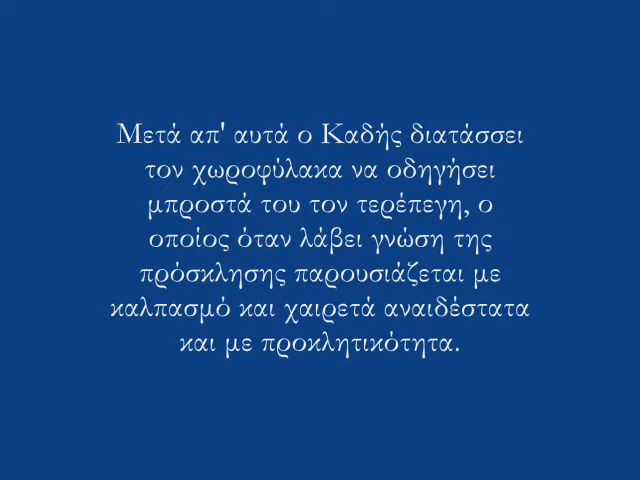 Μετά απ' αυτά ο Καδής διατάσσει
τον χωροφύλακα να οδηγήσει
μπροστά του τον τερέπεγη, ο
οποίος όταν λάβει γνώση της
πρόσκλησης παρουσιάζεται με
καλπασμό και χαιρετά αναιδέστατα
και με προκλητικότητα.